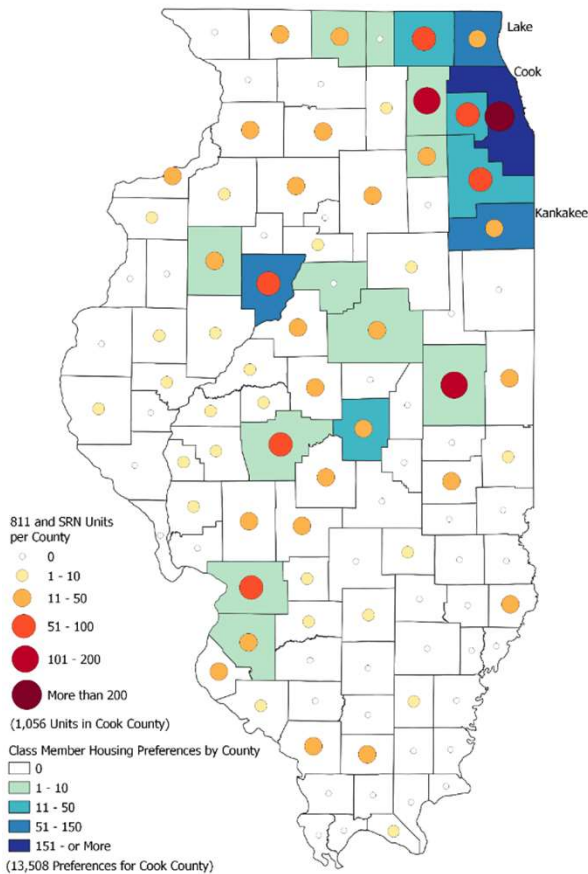 Lake
Cook
Kankakee
811 and SRN Units
per County
0
1 - 10
11 - 50
51 - 100
101 - 200
More than 200
(1,056 Units in Cook County)
Class Member Housing Preferences by County
0
1 - 10
11 - 50
51 - 150
151 - or More
(13,508 Preferences for Cook County)